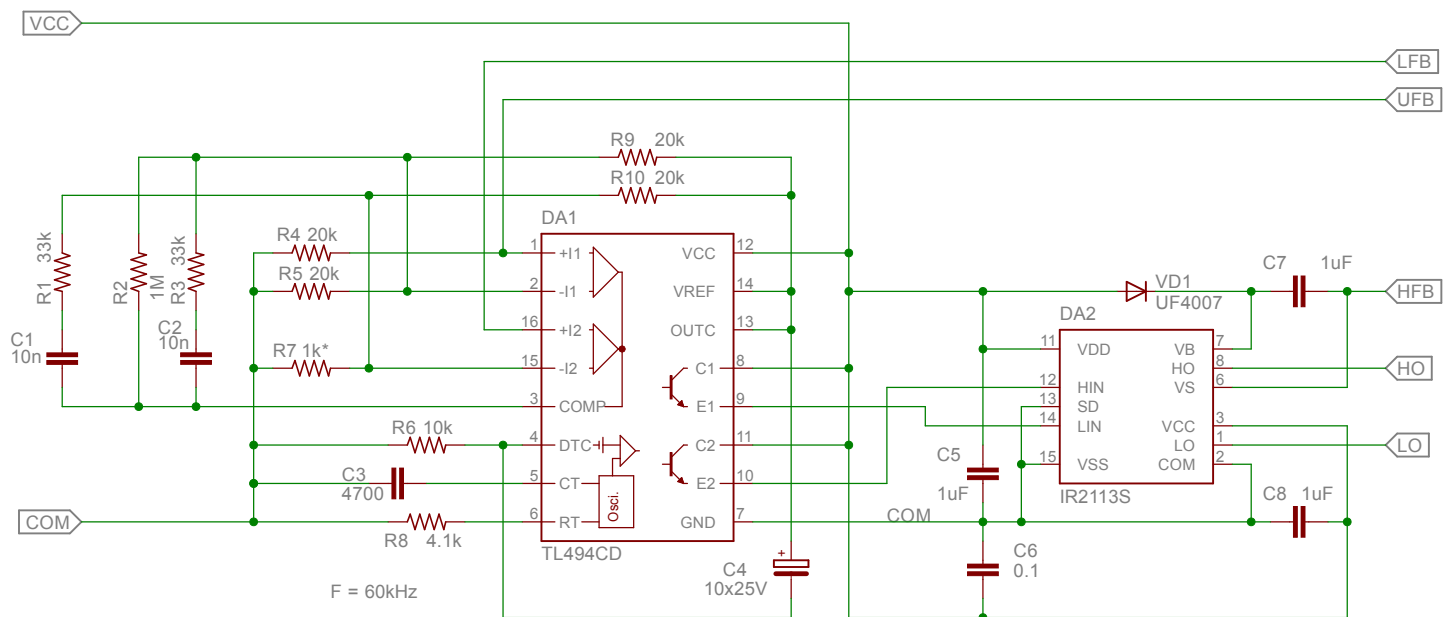 VCC
LFB
UFB
R9 20k
R10 20k
DA1
R1 33k
R2 1M
R3 33k
R4 20k
R5 20k
C1
10n
C2
10n
R7 1k*
R6 10k
C3
4700
COM
R8 4.1k
F = 60kHz
1 +I1 VCC 12
2 -I1 VREF 14
16 +I2 OUTC 13
15 -I2 C1 8
3 COMP E1 9
4 DTC C2 11
5 CT Osci. E2 10
6 RT GND 7
TL494CD
C4
+
10x25V
COM
C5
1uF
C6
0.1
VD1
UF4007
C7 1uF
HFB
DA2
11 VDD VB 7
HO 8
12 HIN VS 6
13 SD
14 LIN VCC 3
LO 1
15 VSS COM 2
IR2113S
HO
LO
C8 1uF